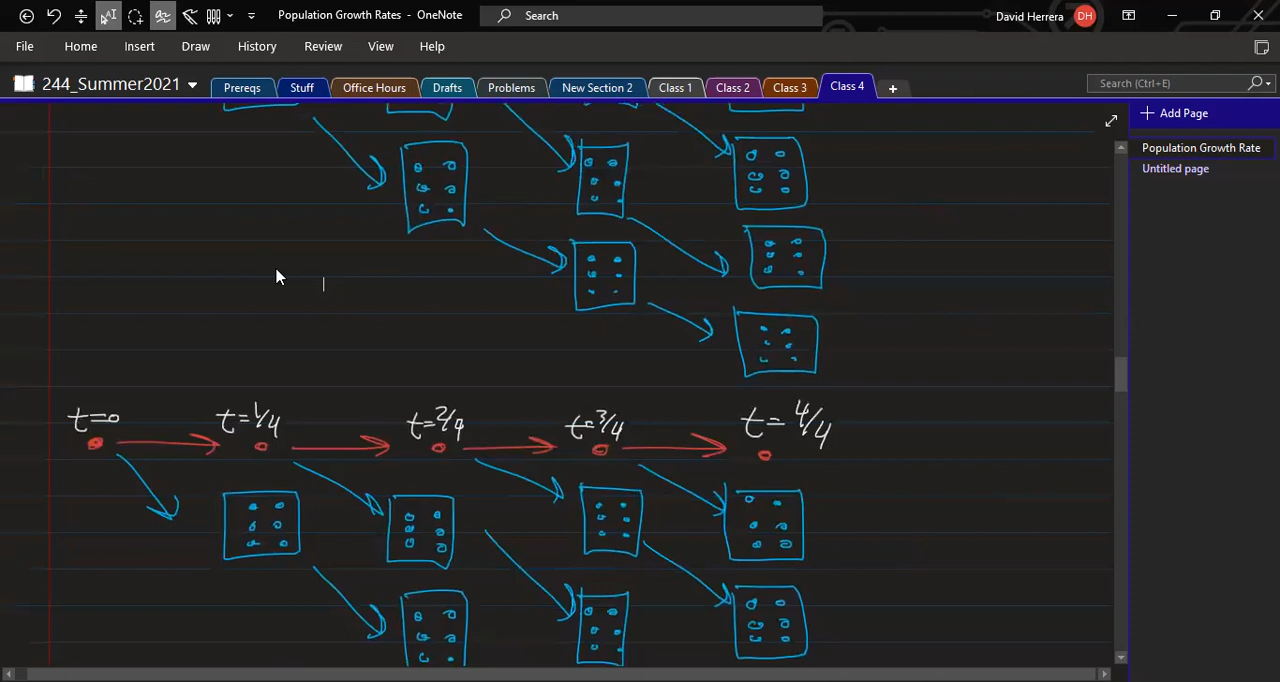 Population Growth Rates - OneNote
Search
David Herrera
DH
File Home Insert Draw History Review View Help
244_Summer2021
Prereqs Stuff Office Hours Drafts Problems New Section 2 Class 1 Class 2 Class 3 Class 4
Search (Ctrl+E)
Add Page
Population Growth Rate
Untitled page
t=0 t=1/4 t=2/4 t=3/4 t=4/4